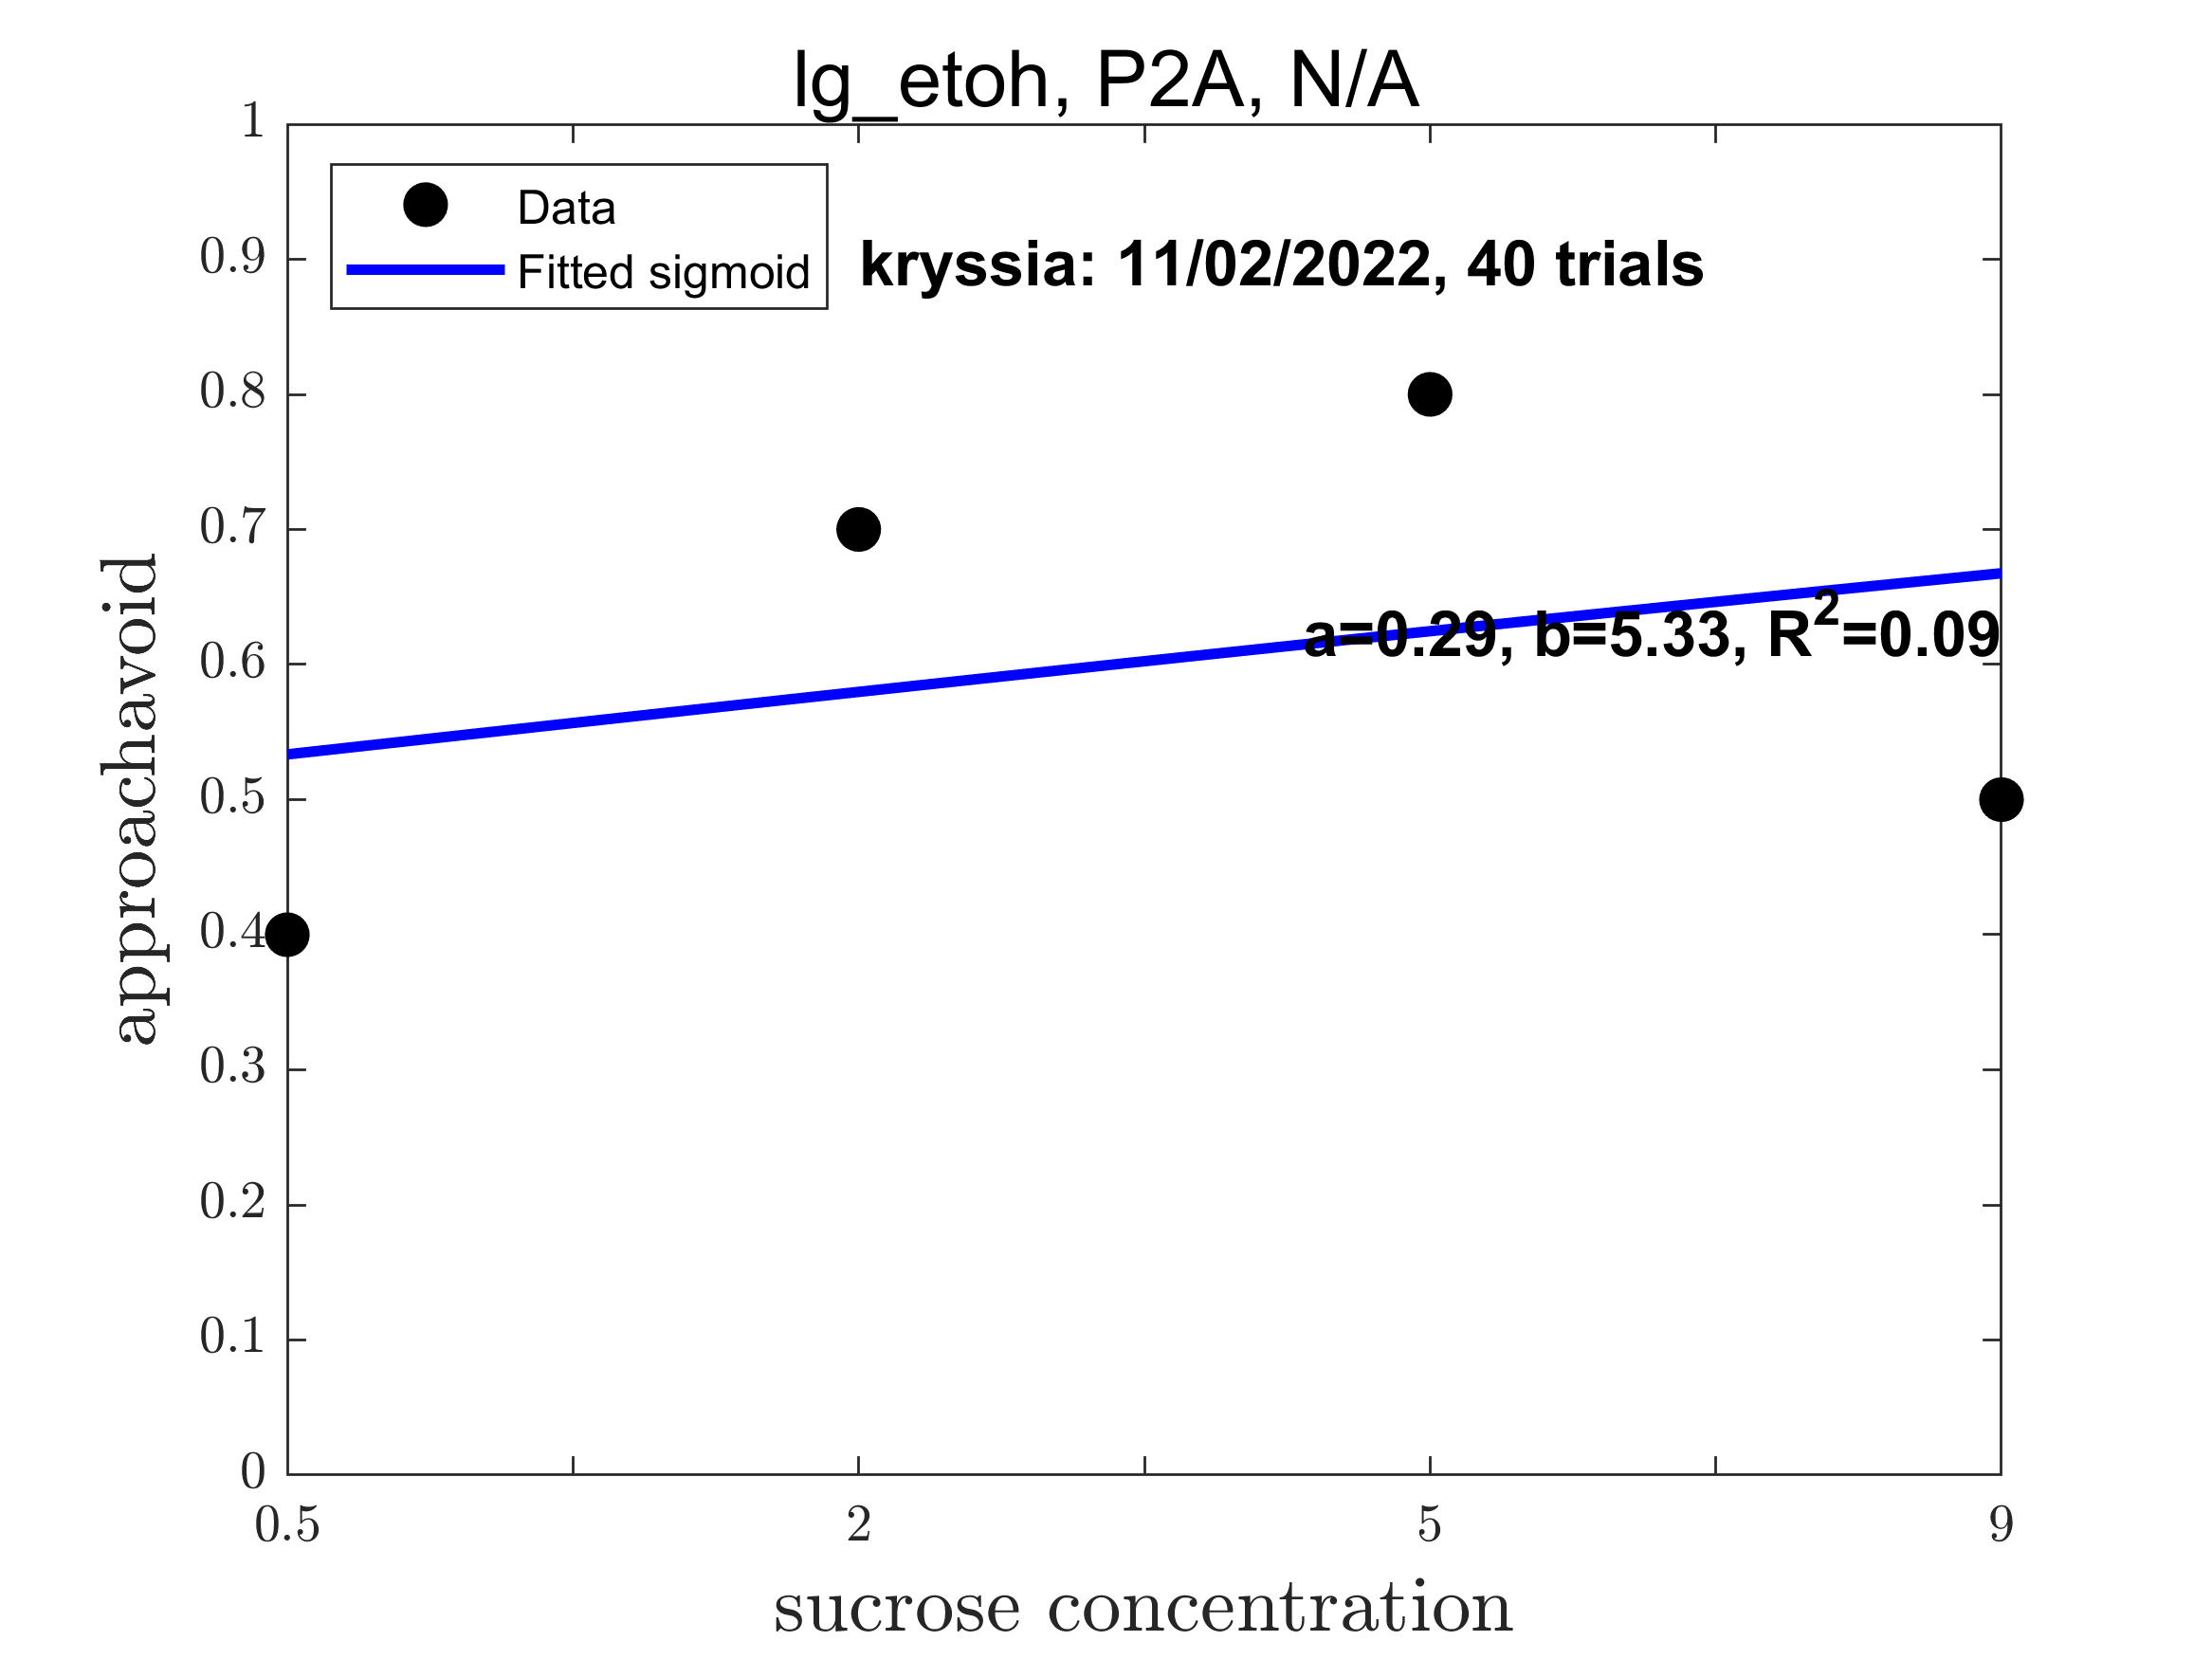 lg_etoh, P2A, N/A
1
Data
Fitted sigmoid
kryssia: 11/02/2022, 40 trials
0.9
0.8
0.7
a=0.29, b=5.33, R²=0.09
0.6
0.5
0.4
0.3
0.2
0.1
0
approachavoid
0.5 2 5 9
sucrose concentration